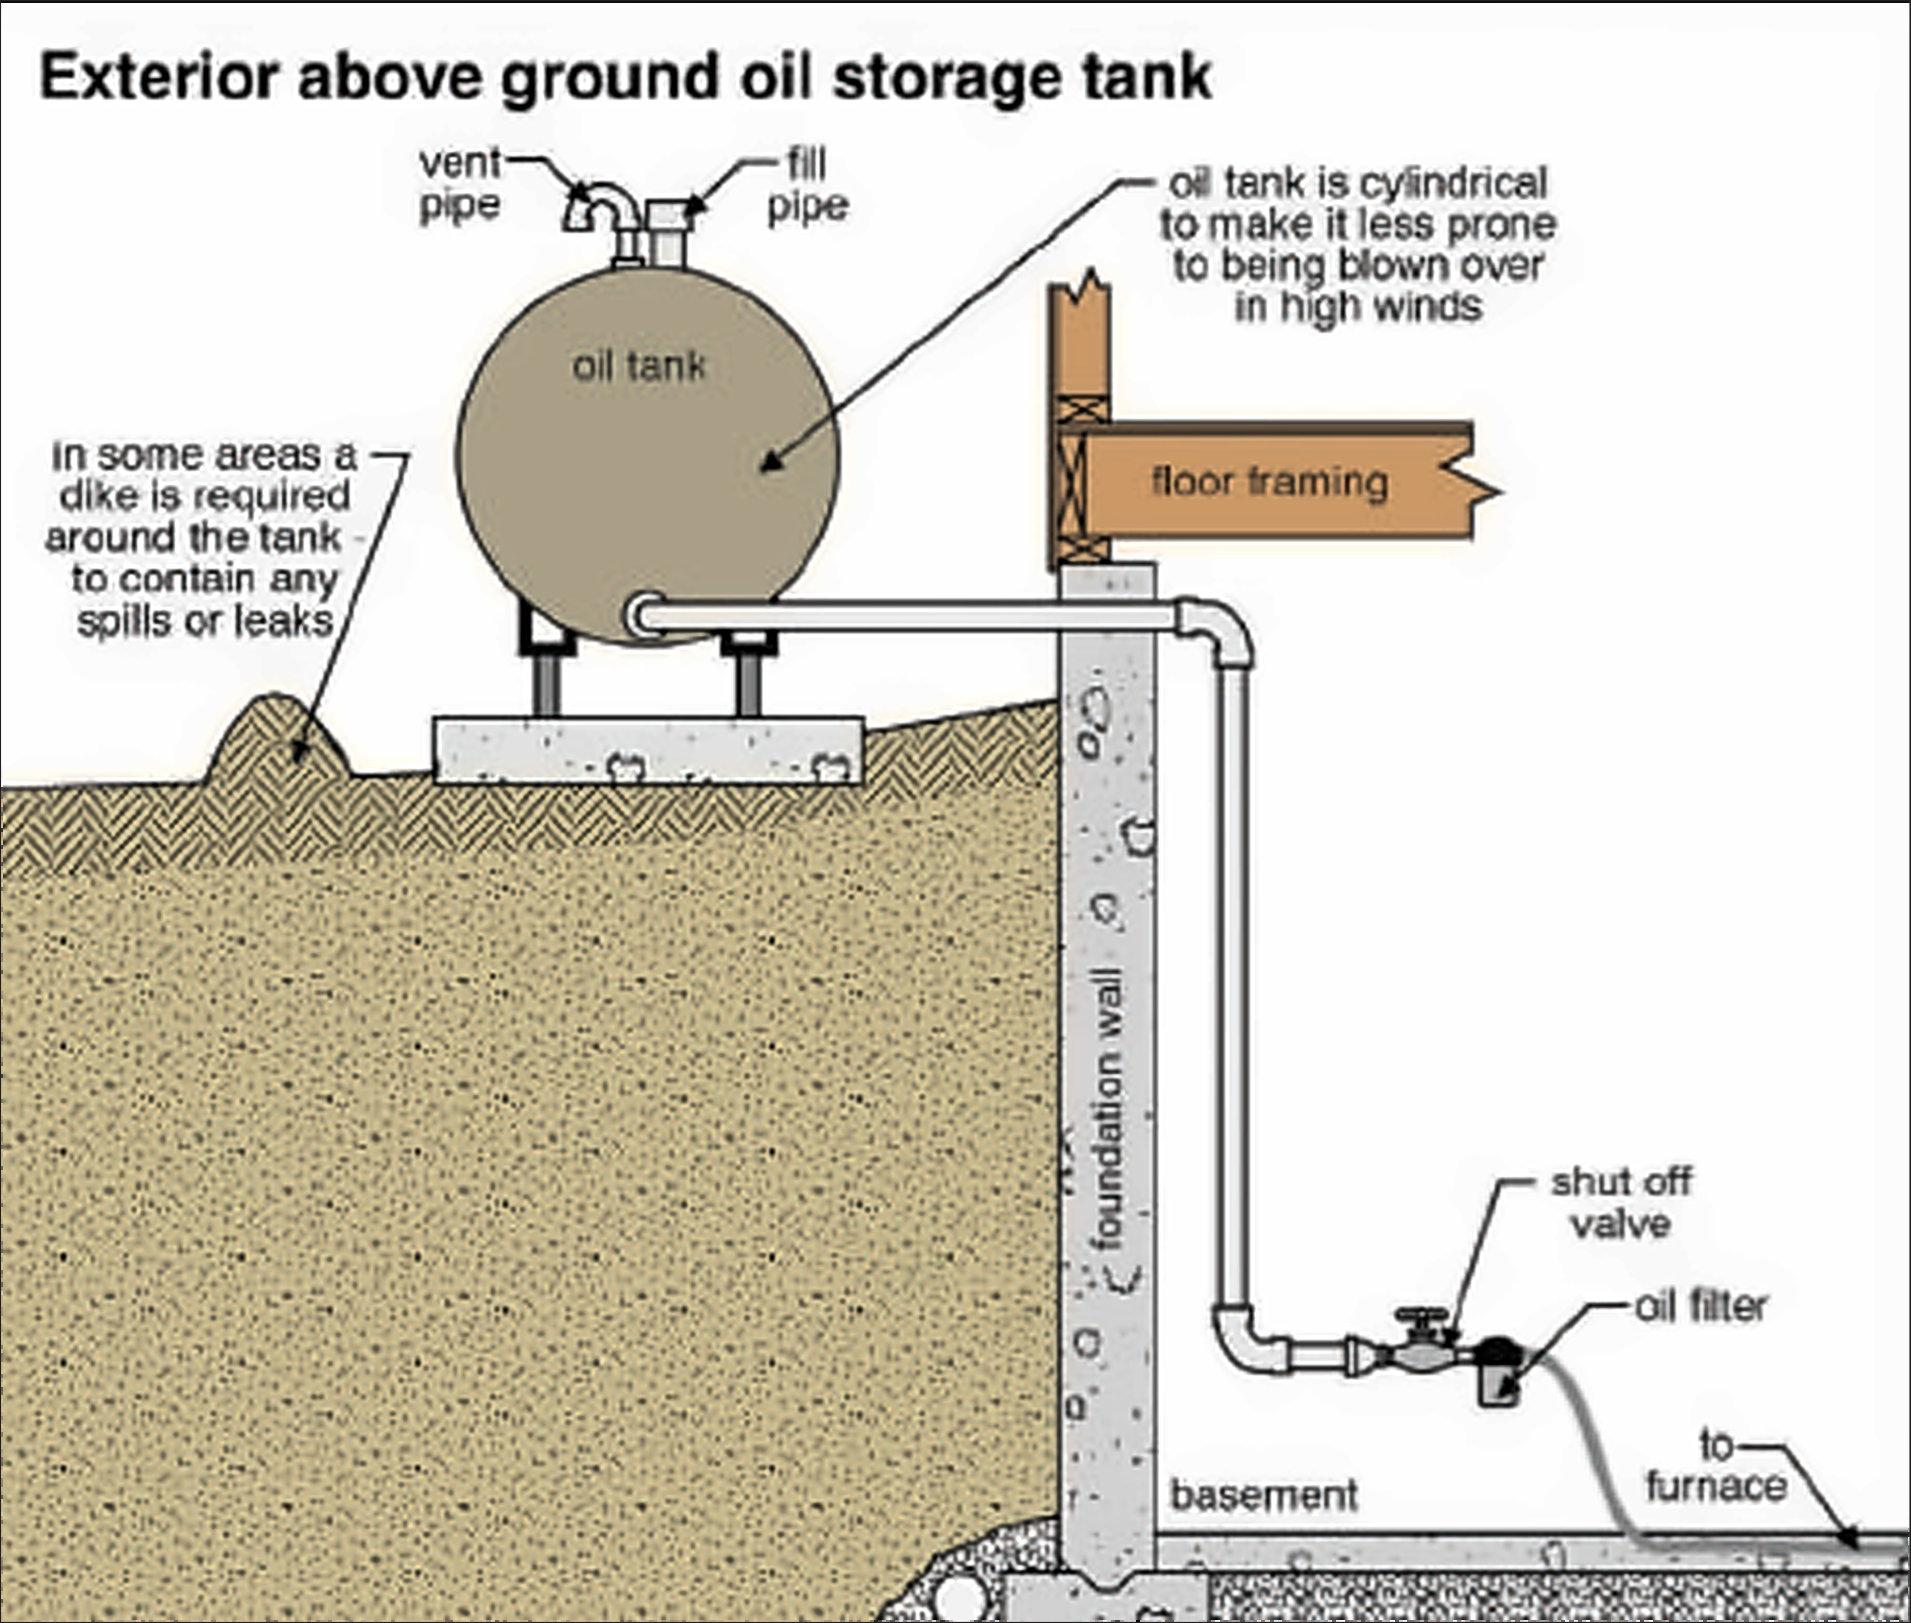 Exterior above ground oil storage tank
vent
pipe
fill
pipe
oil tank is cylindrical
to make it less prone
to being blown over
in high winds
oil tank
in some areas a
dike is required
around the tank -
to contain any
spills or leaks
floor framing
foundation wall
shut off
valve
oil filter
to
furnace
basement